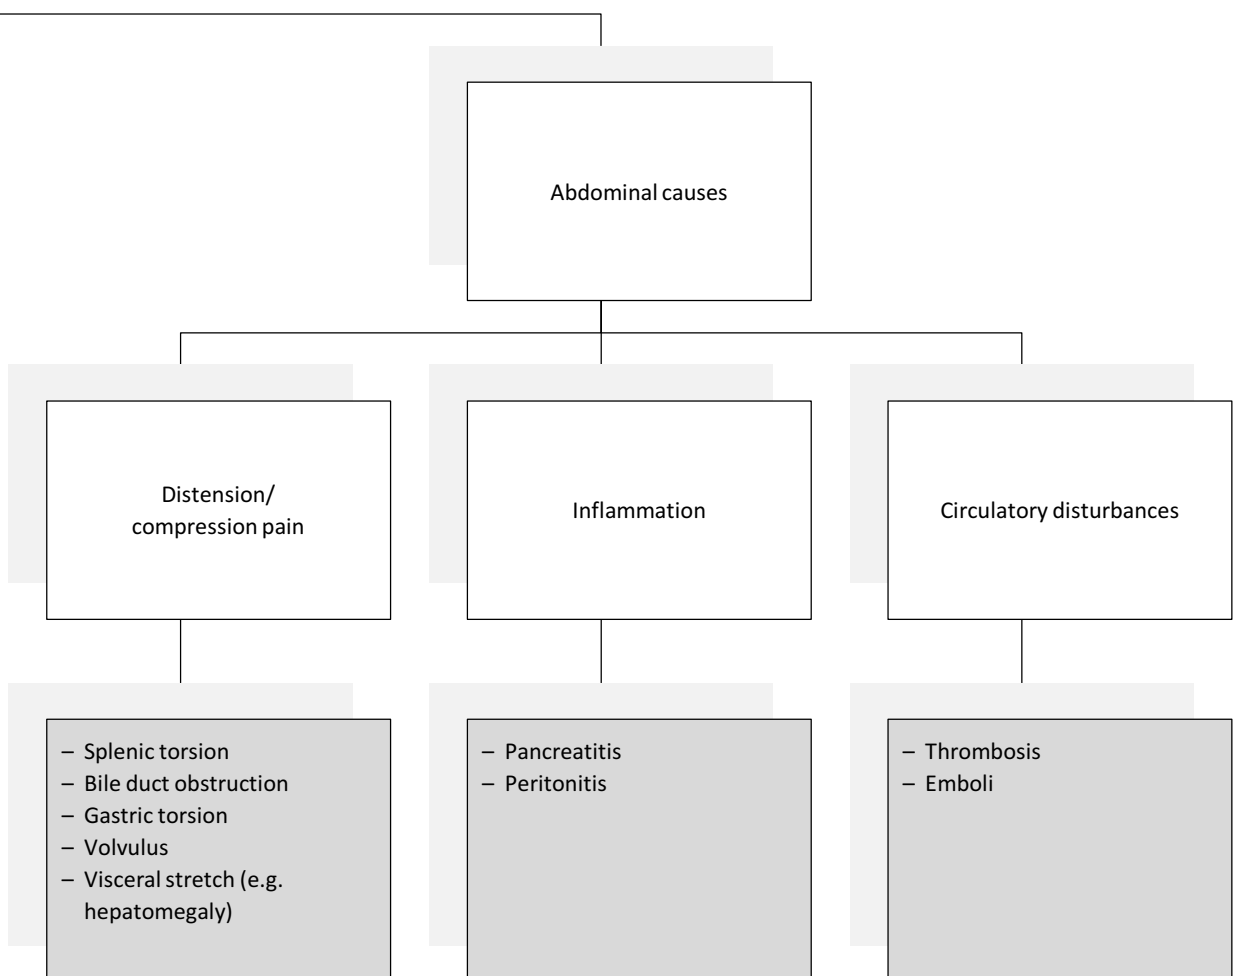 Abdominal causes
Distension/
compression pain
Inflammation
Circulatory disturbances
– Splenic torsion
– Bile duct obstruction
– Gastric torsion
– Volvulus
– Visceral stretch (e.g.
hepatomegaly)
– Pancreatitis
– Peritonitis
– Thrombosis
– Emboli